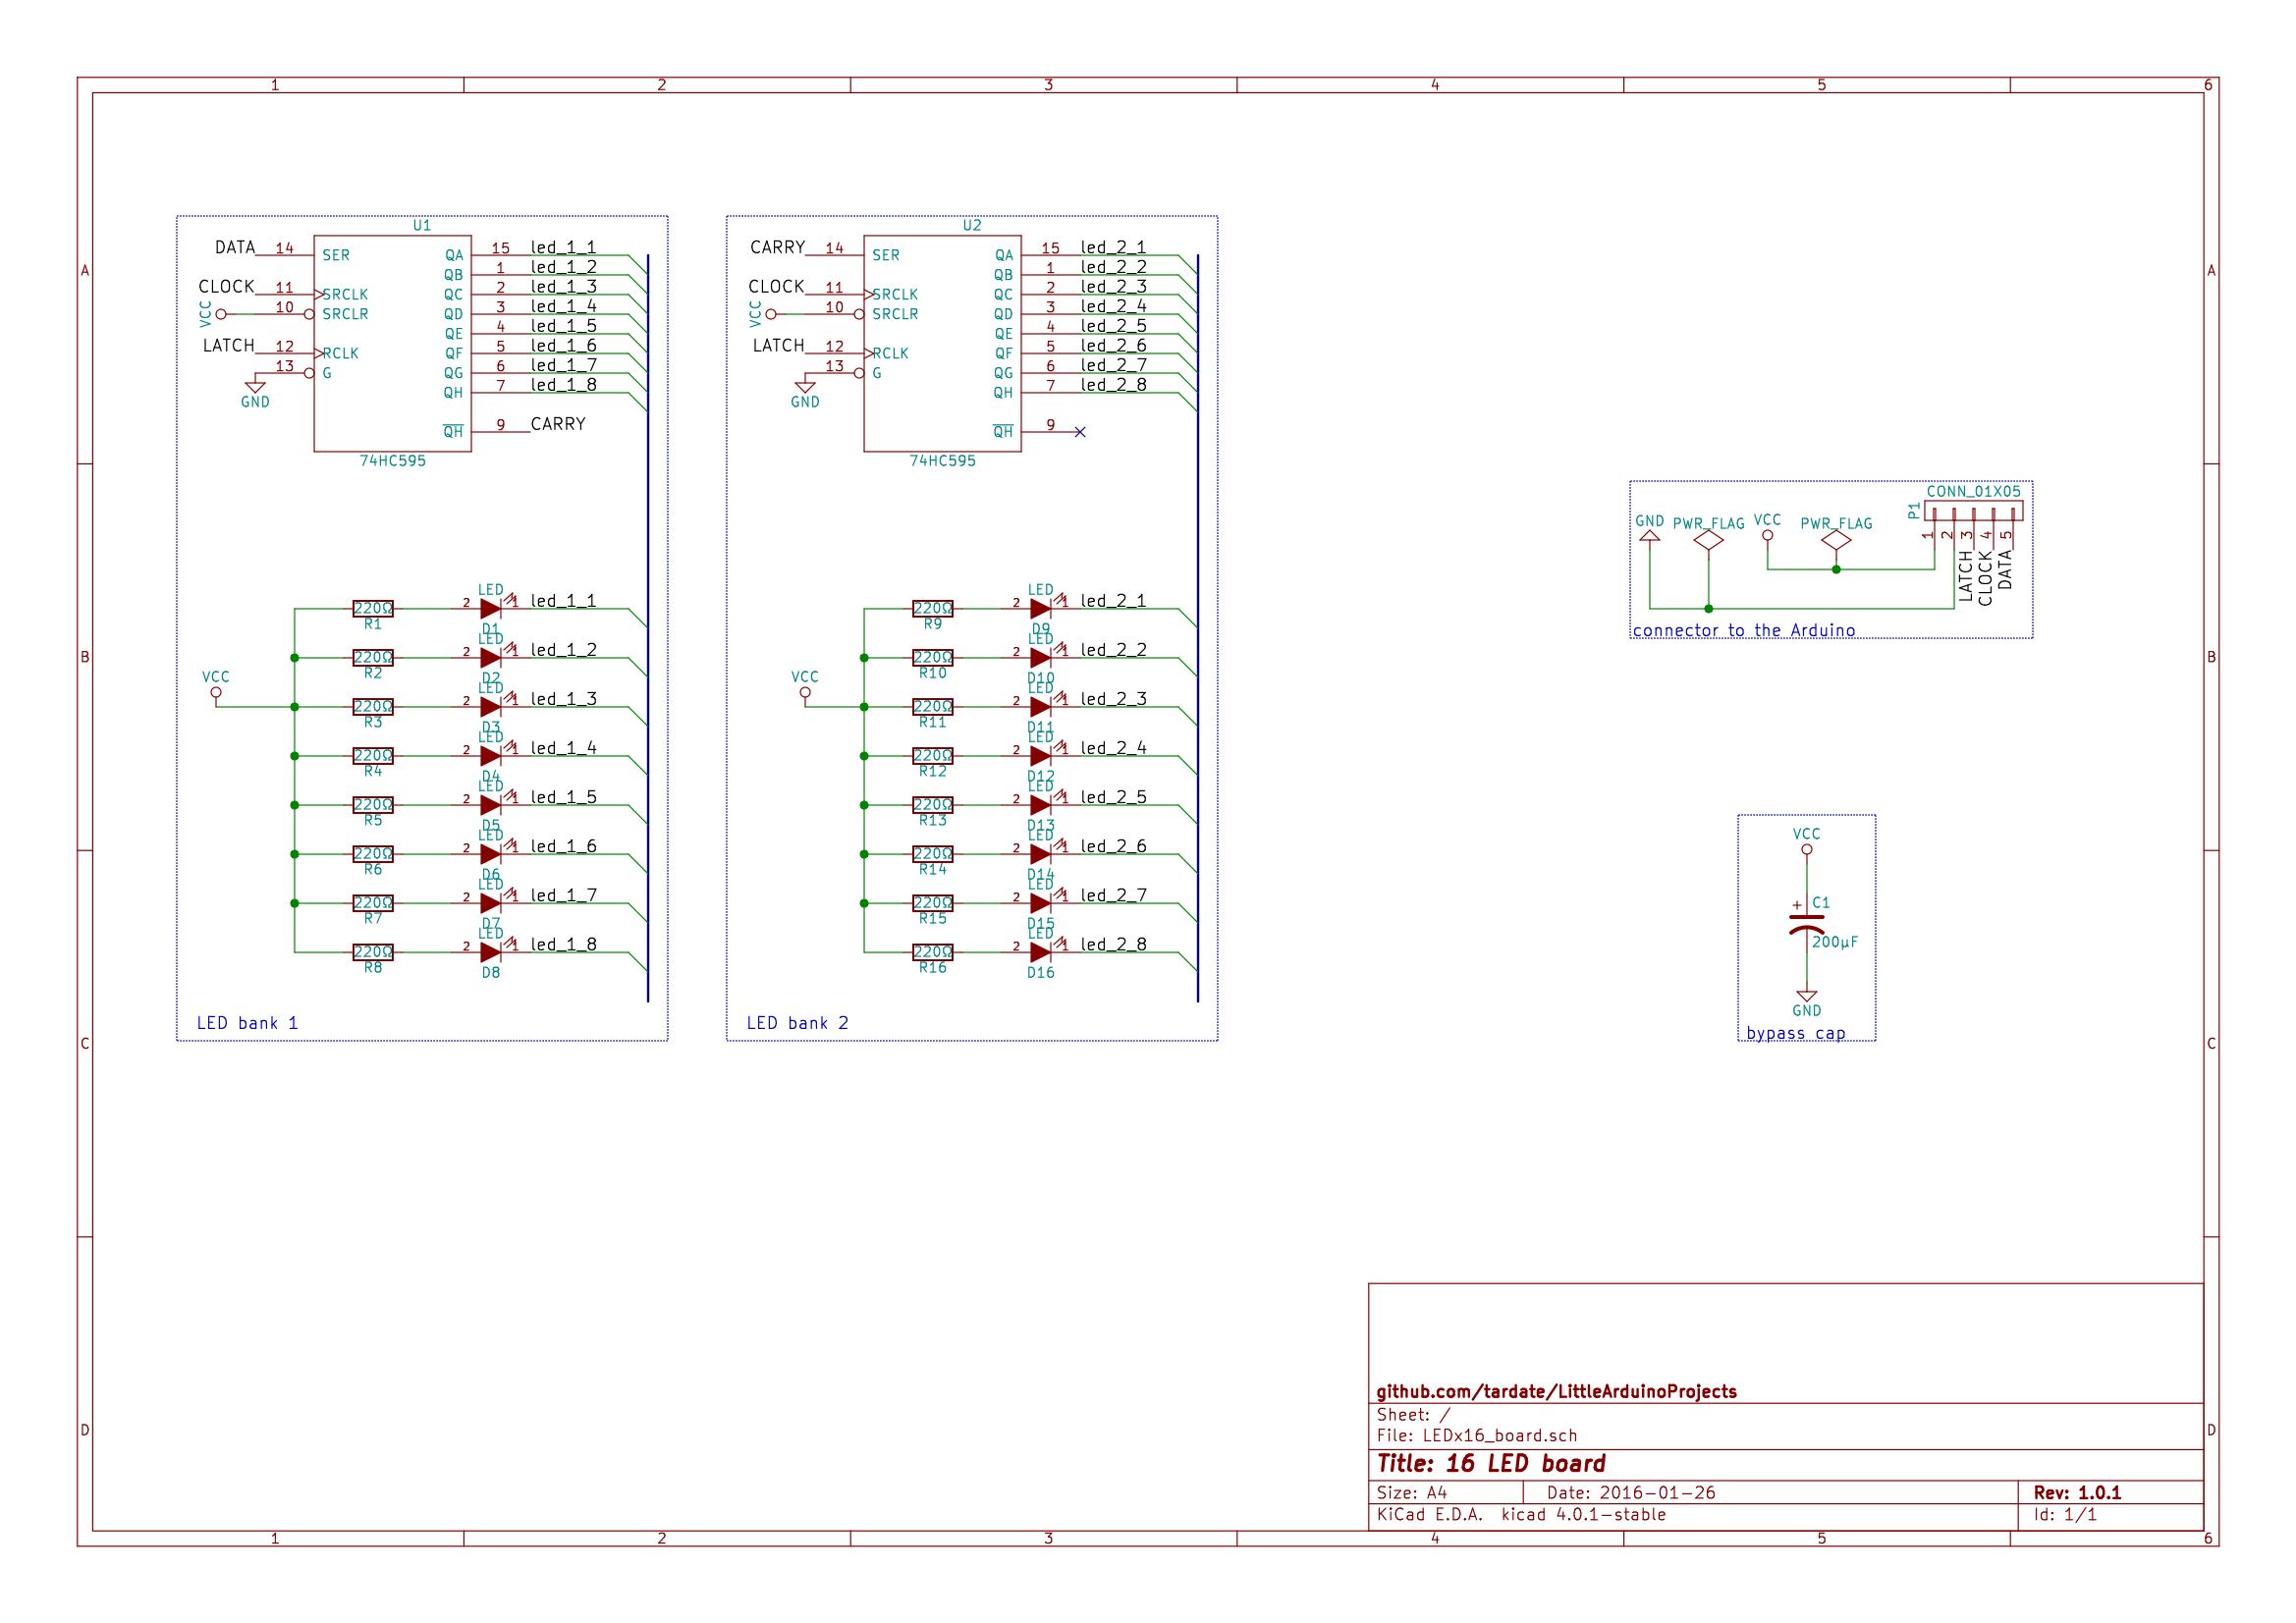 1 2 3 4 5 6
A A
B B
C C
D D
1 2 3 4 5 6
U1
DATA 14 SER QA 15 led_1_1
QB 1 led_1_2
CLOCK 11 SRCLK QC 2 led_1_3
VCC 10 SRCLR QD 3 led_1_4
QE 4 led_1_5
LATCH 12 RCLK QF 5 led_1_6
13 G QG 6 led_1_7
GND QH 7 led_1_8
QH 9 CARRY
74HC595
VCC
LED
220Ω R1 2 1 D1 led_1_1
LED
220Ω R2 2 1 D2 led_1_2
LED
220Ω R3 2 1 D3 led_1_3
LED
220Ω R4 2 1 D4 led_1_4
LED
220Ω R5 2 1 D5 led_1_5
LED
220Ω R6 2 1 D6 led_1_6
LED
220Ω R7 2 1 D7 led_1_7
LED
220Ω R8 2 1 D8 led_1_8
LED bank 1
U2
CARRY 14 SER QA 15 led_2_1
QB 1 led_2_2
CLOCK 11 SRCLK QC 2 led_2_3
VCC 10 SRCLR QD 3 led_2_4
QE 4 led_2_5
LATCH 12 RCLK QF 5 led_2_6
13 G QG 6 led_2_7
GND QH 7 led_2_8
QH 9
74HC595
VCC
LED
220Ω R9 2 1 D9 led_2_1
LED
220Ω R10 2 1 D10 led_2_2
LED
220Ω R11 2 1 D11 led_2_3
LED
220Ω R12 2 1 D12 led_2_4
LED
220Ω R13 2 1 D13 led_2_5
LED
220Ω R14 2 1 D14 led_2_6
LED
220Ω R15 2 1 D15 led_2_7
LED
220Ω R16 2 1 D16 led_2_8
LED bank 2
CONN_01X05
P1
GND PWR_FLAG VCC PWR_FLAG
1 2 3 4 5
LATCH
CLOCK
DATA
connector to the Arduino
VCC
+ C1
200µF
GND
bypass cap
github.com/tardate/LittleArduinoProjects
Sheet: /
File: LEDx16_board.sch
Title: 16 LED board
Size: A4 Date: 2016-01-26 Rev: 1.0.1
KiCad E.D.A. kicad 4.0.1-stable Id: 1/1